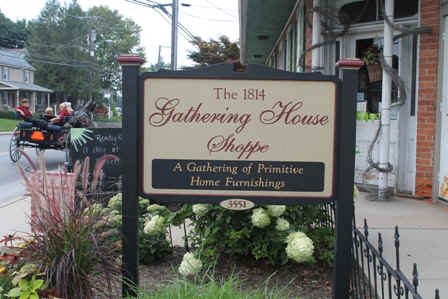 The 1814
Gathering House
Shoppe
A Gathering of Primitive
Home Furnishings
3551